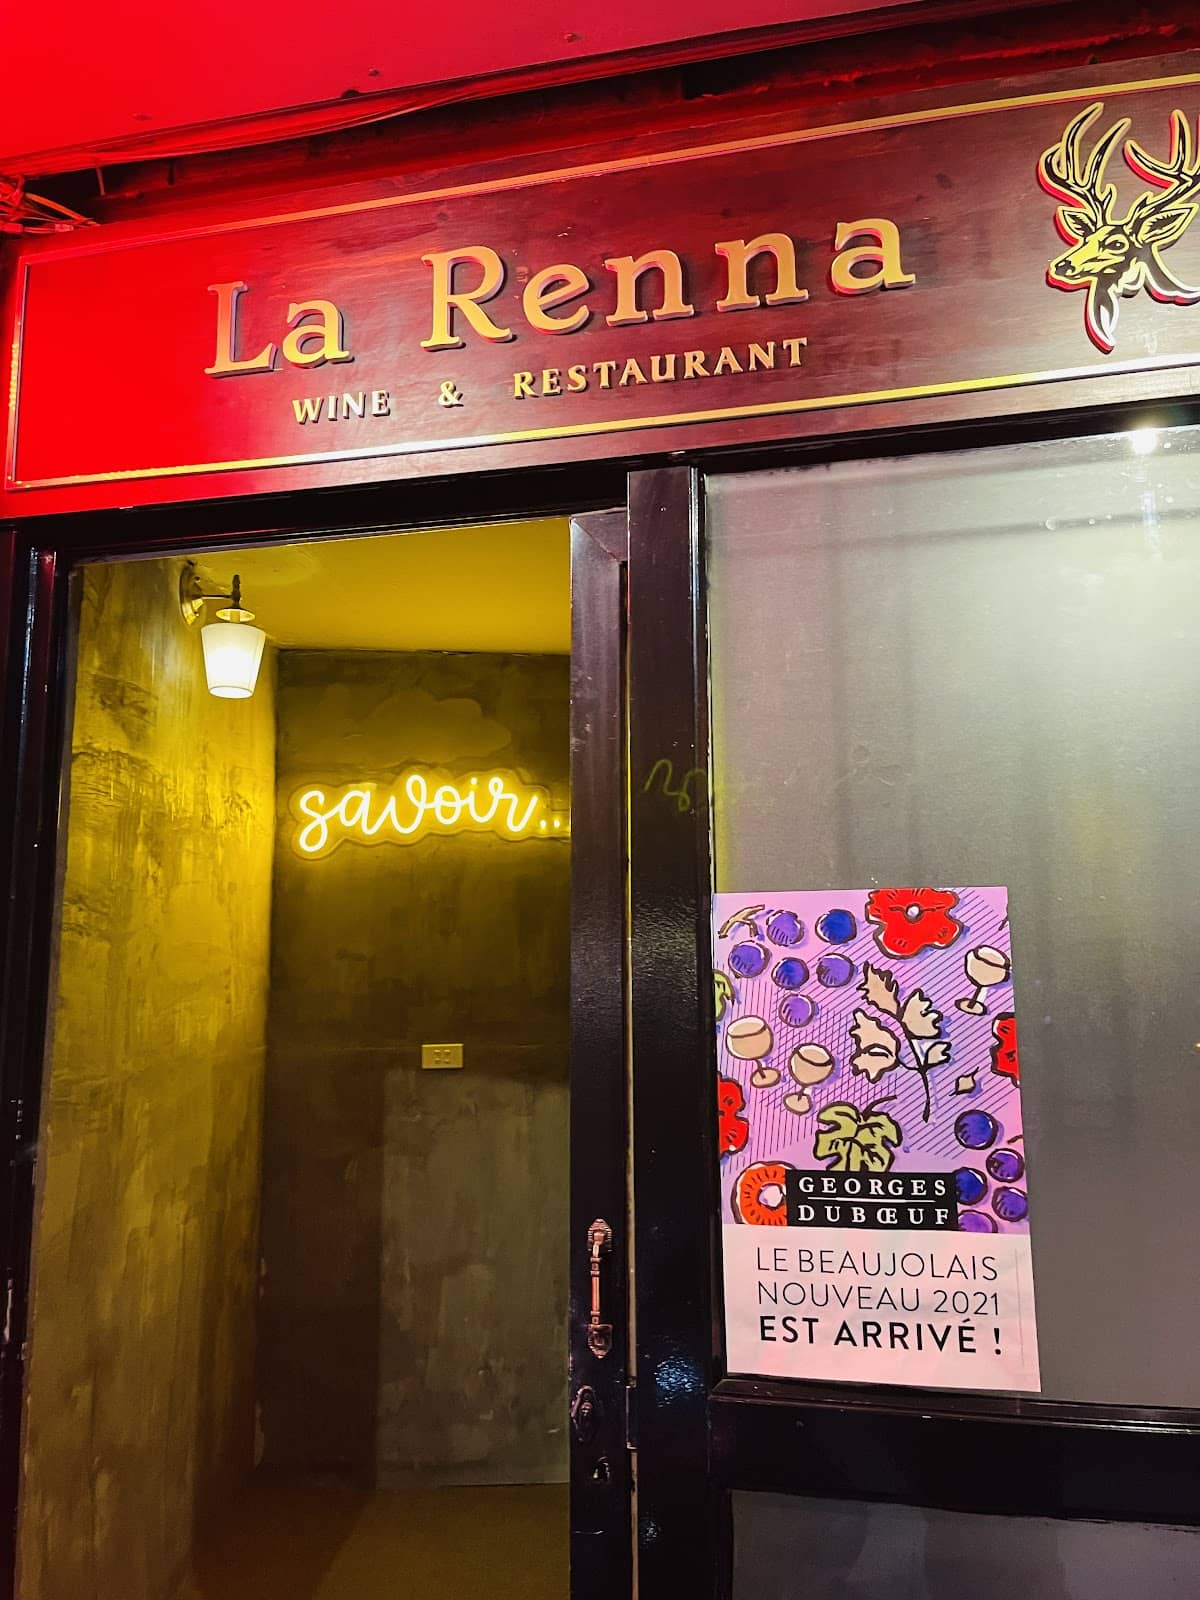 La Renna
WINE & RESTAURANT
savoir..
GEORGES
DUBŒUF
LE BEAUJOLAIS
NOUVEAU 2021
EST ARRIVÉ !